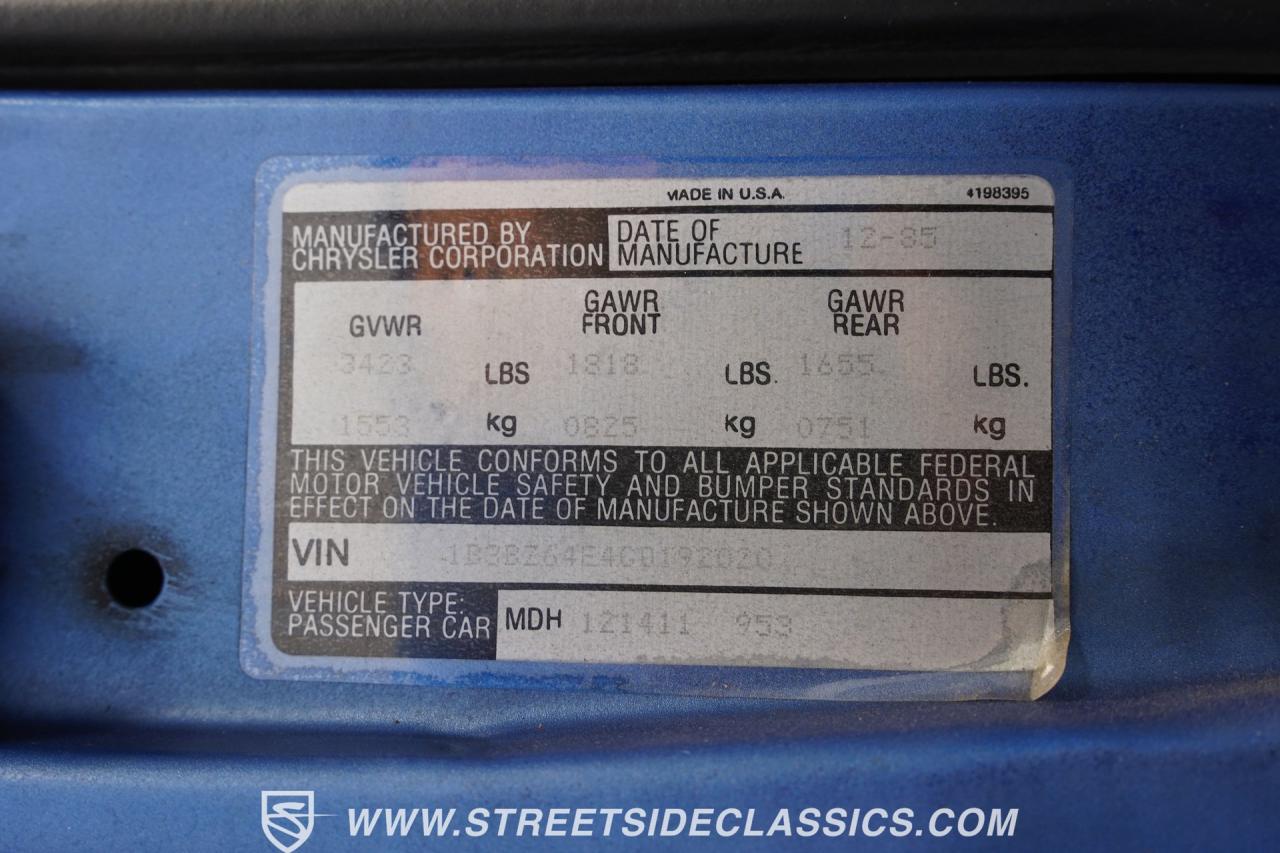 MADE IN U.S.A. 4198395
MANUFACTURED BY
CHRYSLER CORPORATION
DATE OF
MANUFACTURE 12-85
GVWR
GAWR
FRONT
GAWR
REAR
3423 LBS 1818 LBS. 1655 LBS.
1553 kg 0825 kg 0751 kg
THIS VEHICLE CONFORMS TO ALL APPLICABLE FEDERAL
MOTOR VEHICLE SAFETY AND BUMPER STANDARDS IN
EFFECT ON THE DATE OF MANUFACTURE SHOWN ABOVE.
VIN 1B3BZ64E4GD192020
VEHICLE TYPE:
PASSENGER CAR
MDH 121411 953
WWW.STREETSIDECLASSICS.COM